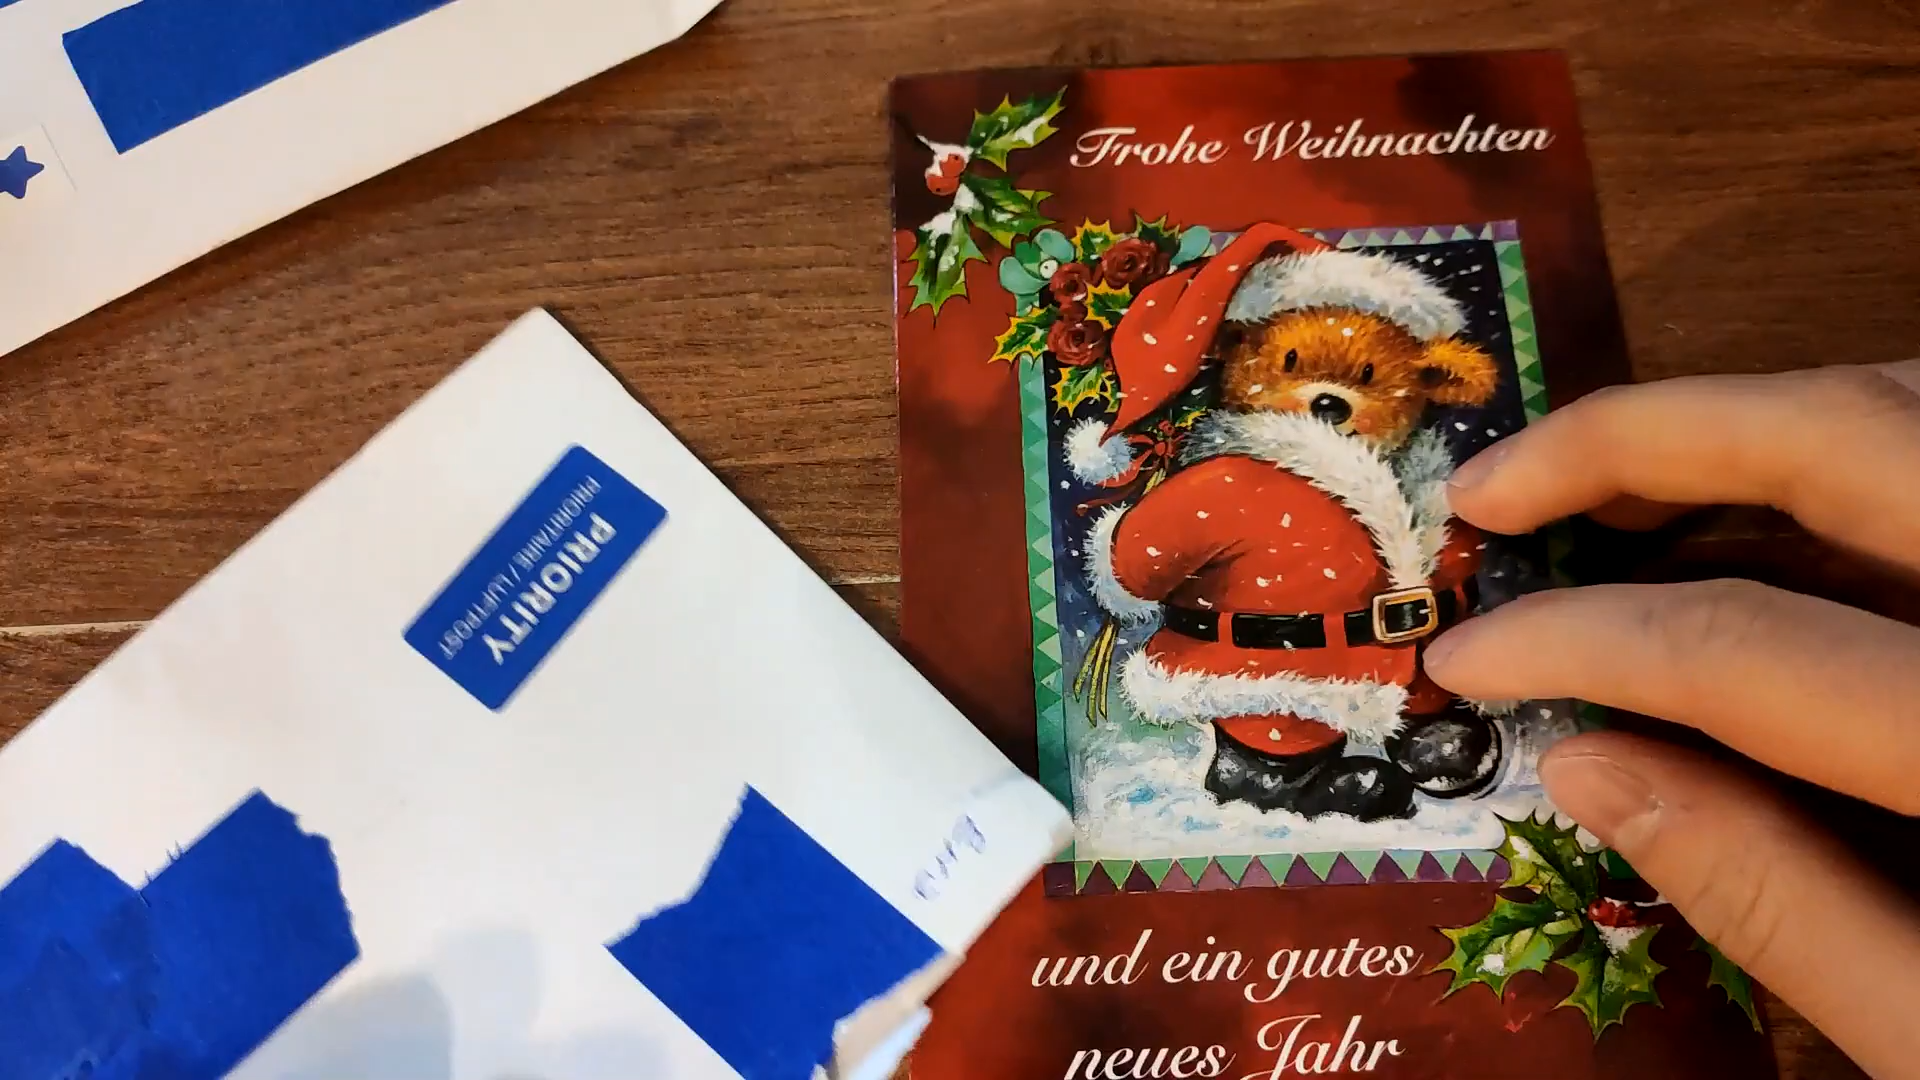 Frohe Weihnachten
PRIORITY
PRIORITAIRE / LUFTPOST
und ein gutes
neues Jahr